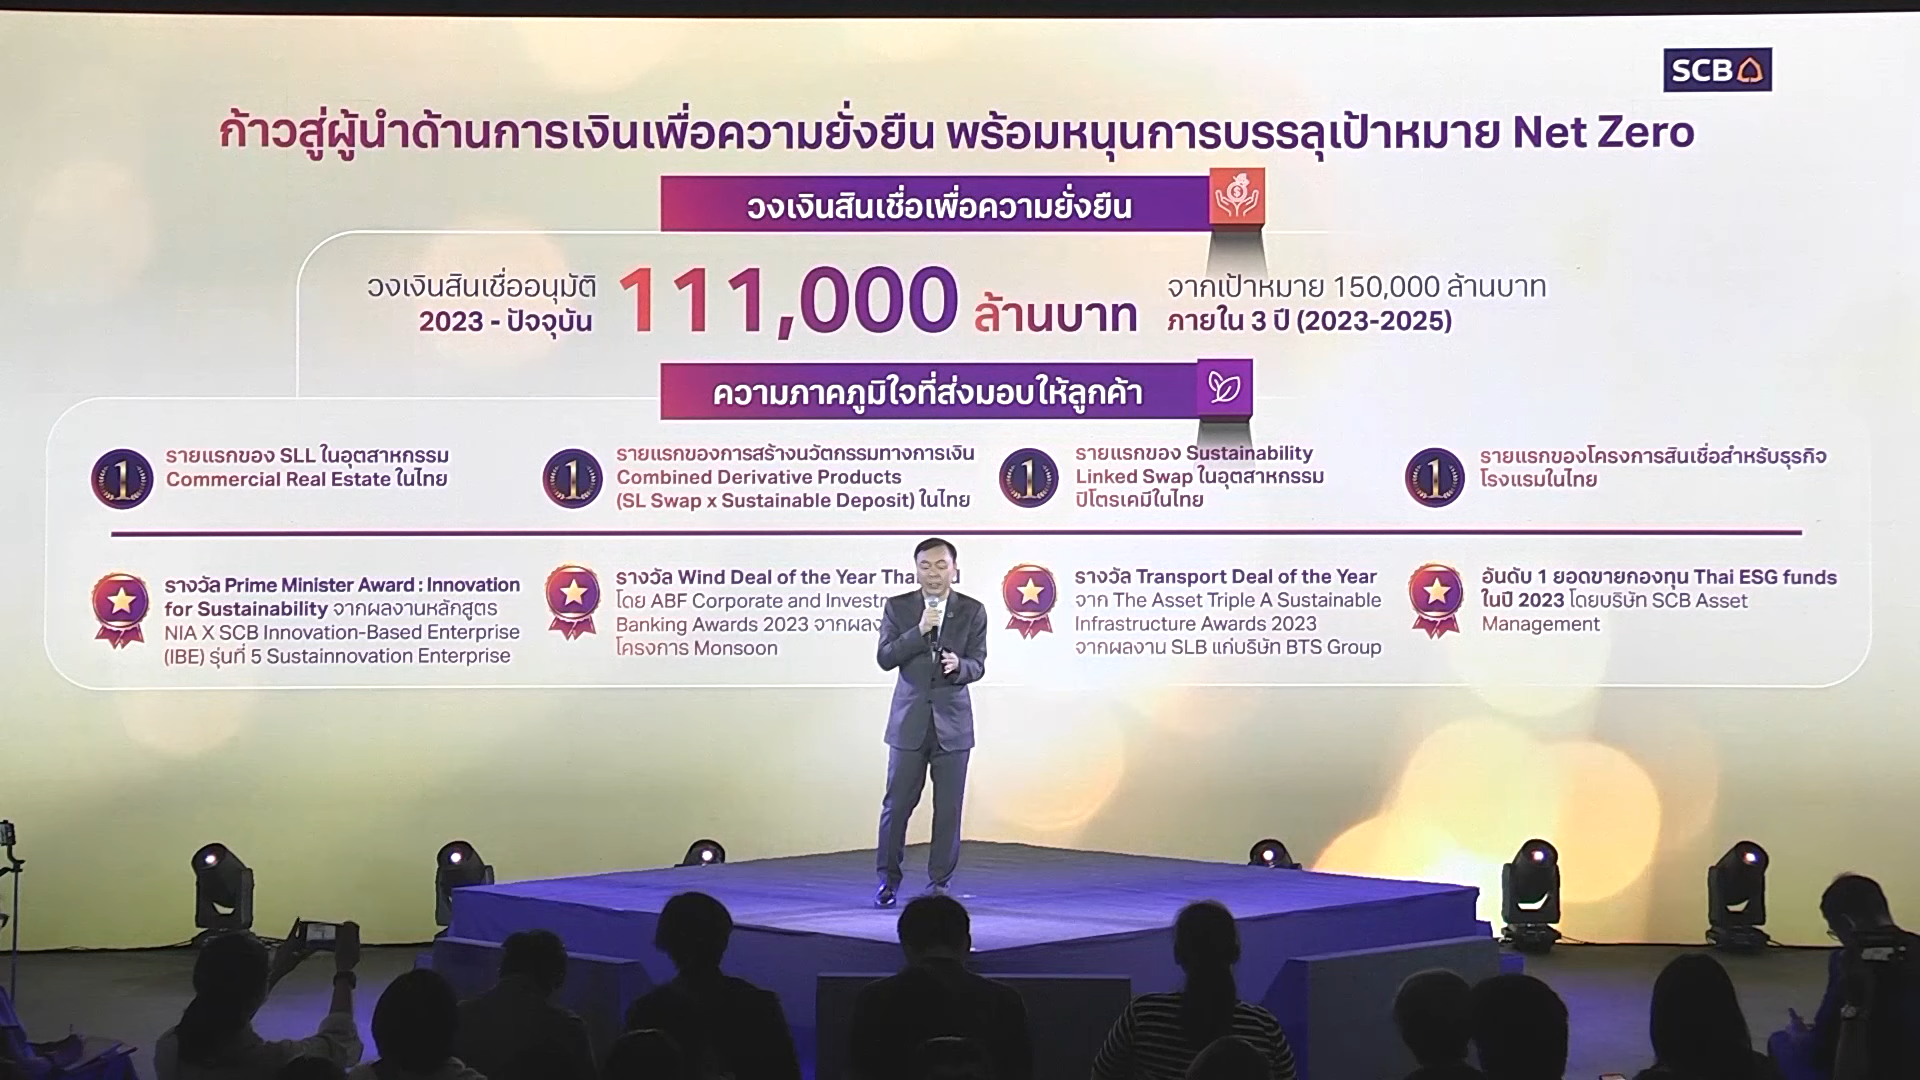 SCB
ก้าวสู่ผู้นำด้านการเงินเพื่อความยั่งยืน พร้อมหนุนการบรรลุเป้าหมาย Net Zero
วงเงินสินเชื่อเพื่อความยั่งยืน
วงเงินสินเชื่ออนุมัติ
2023 - ปัจจุบัน
111,000 ล้านบาท
จากเป้าหมาย 150,000 ล้านบาท
ภายใน 3 ปี (2023-2025)
ความภาคภูมิใจที่ส่งมอบให้ลูกค้า
1
รายแรกของ SLL ในอุตสาหกรรม
Commercial Real Estate ในไทย
1
รายแรกของการสร้างนวัตกรรมทางการเงิน
Combined Derivative Products
(SL Swap x Sustainable Deposit) ในไทย
1
รายแรกของ Sustainability
Linked Swap ในอุตสาหกรรม
ปิโตรเคมีในไทย
1
รายแรกของโครงการสินเชื่อสำหรับธุรกิจ
โรงแรมในไทย
รางวัล Prime Minister Award : Innovation
for Sustainability จากผลงานหลักสูตร
NIA X SCB Innovation-Based Enterprise
(IBE) รุ่นที่ 5 Sustainnovation Enterprise
รางวัล Wind Deal of the Year
โดย ABF Corporate and
Banking Awards 2023
โครงการ Monsoon
รางวัล Transport Deal of the Year
จาก The Asset Triple A Sustainable
Infrastructure Awards 2023
จากผลงาน SLB แก่บริษัท BTS Group
อันดับ 1 ยอดขายกองทุน Thai ESG funds
ในปี 2023 โดยบริษัท SCB Asset
Management